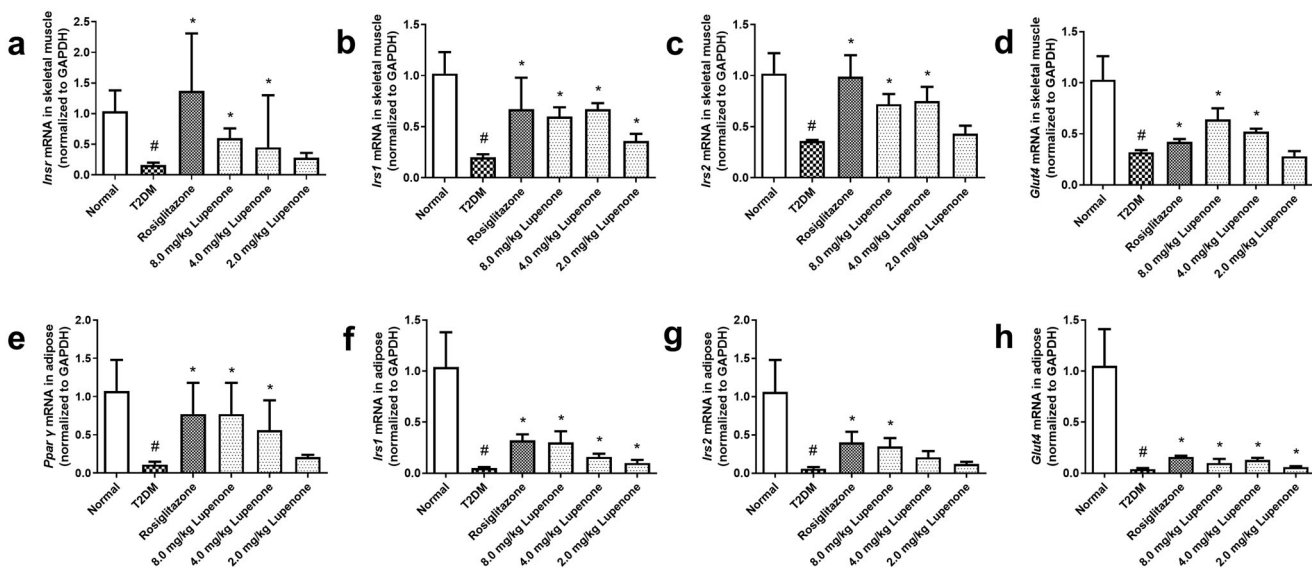 a
Insr mRNA in skeletal muscle
(normalized to GAPDH)
2.5
2.0
1.5
1.0
0.5
0.0
*
#
*
*
Normal
T2DM
Rosiglitazone
8.0 mg/kg Lupenone
4.0 mg/kg Lupenone
2.0 mg/kg Lupenone
b
Irs1 mRNA in skeletal muscle
(normalized to GAPDH)
1.5
1.0
0.5
0.0
#
*
*
*
*
Normal
T2DM
Rosiglitazone
8.0 mg/kg Lupenone
4.0 mg/kg Lupenone
2.0 mg/kg Lupenone
c
Irs2 mRNA in skeletal muscle
(normalized to GAPDH)
1.5
1.0
0.5
0.0
#
*
*
*
Normal
T2DM
Rosiglitazone
8.0 mg/kg Lupenone
4.0 mg/kg Lupenone
2.0 mg/kg Lupenone
d
Glut4 mRNA in skeletal muscle
(normalized to GAPDH)
1.5
1.0
0.5
0.0
#
*
*
*
Normal
T2DM
Rosiglitazone
8.0 mg/kg Lupenone
4.0 mg/kg Lupenone
2.0 mg/kg Lupenone
e
Ppar γ mRNA in adipose
(normalized to GAPDH)
2.0
1.5
1.0
0.5
0.0
#
*
*
*
Normal
T2DM
Rosiglitazone
8.0 mg/kg Lupenone
4.0 mg/kg Lupenone
2.0 mg/kg Lupenone
f
Irs1 mRNA in adipose
(normalized to GAPDH)
1.5
1.0
0.5
0.0
#
*
*
*
*
Normal
T2DM
Rosiglitazone
8.0 mg/kg Lupenone
4.0 mg/kg Lupenone
2.0 mg/kg Lupenone
g
Irs2 mRNA in adipose
(normalized to GAPDH)
2.0
1.5
1.0
0.5
0.0
#
*
*
Normal
T2DM
Rosiglitazone
8.0 mg/kg Lupenone
4.0 mg/kg Lupenone
2.0 mg/kg Lupenone
h
Glut4 mRNA in adipose
(normalized to GAPDH)
1.5
1.0
0.5
0.0
#
*
*
*
*
Normal
T2DM
Rosiglitazone
8.0 mg/kg Lupenone
4.0 mg/kg Lupenone
2.0 mg/kg Lupenone